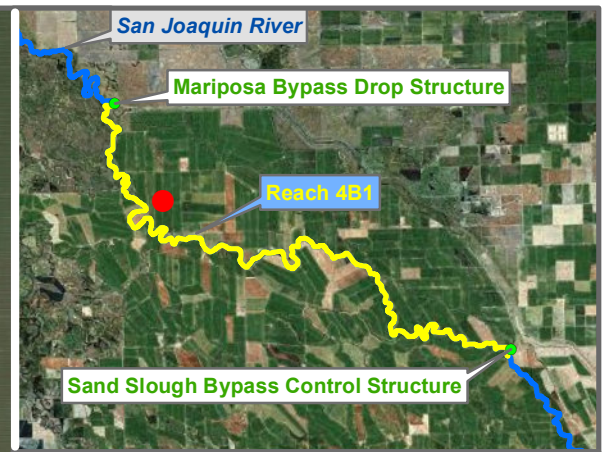 San Joaquin River
Mariposa Bypass Drop Structure
Reach 4B1
Sand Slough Bypass Control Structure